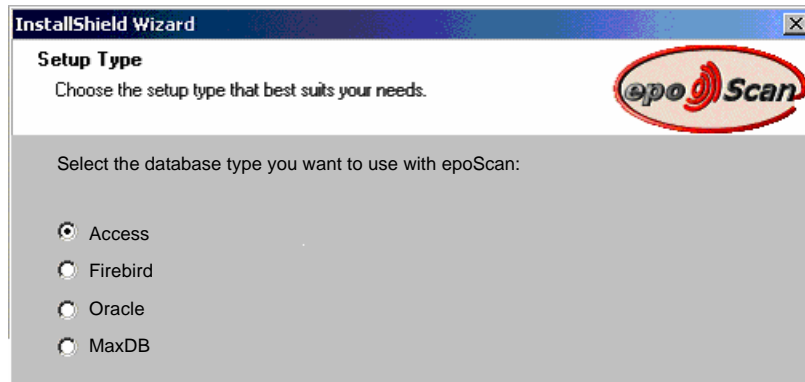 InstallShield Wizard
Setup Type
Choose the setup type that best suits your needs.
epo Scan
Select the database type you want to use with epoScan:
Access
Firebird
Oracle
MaxDB